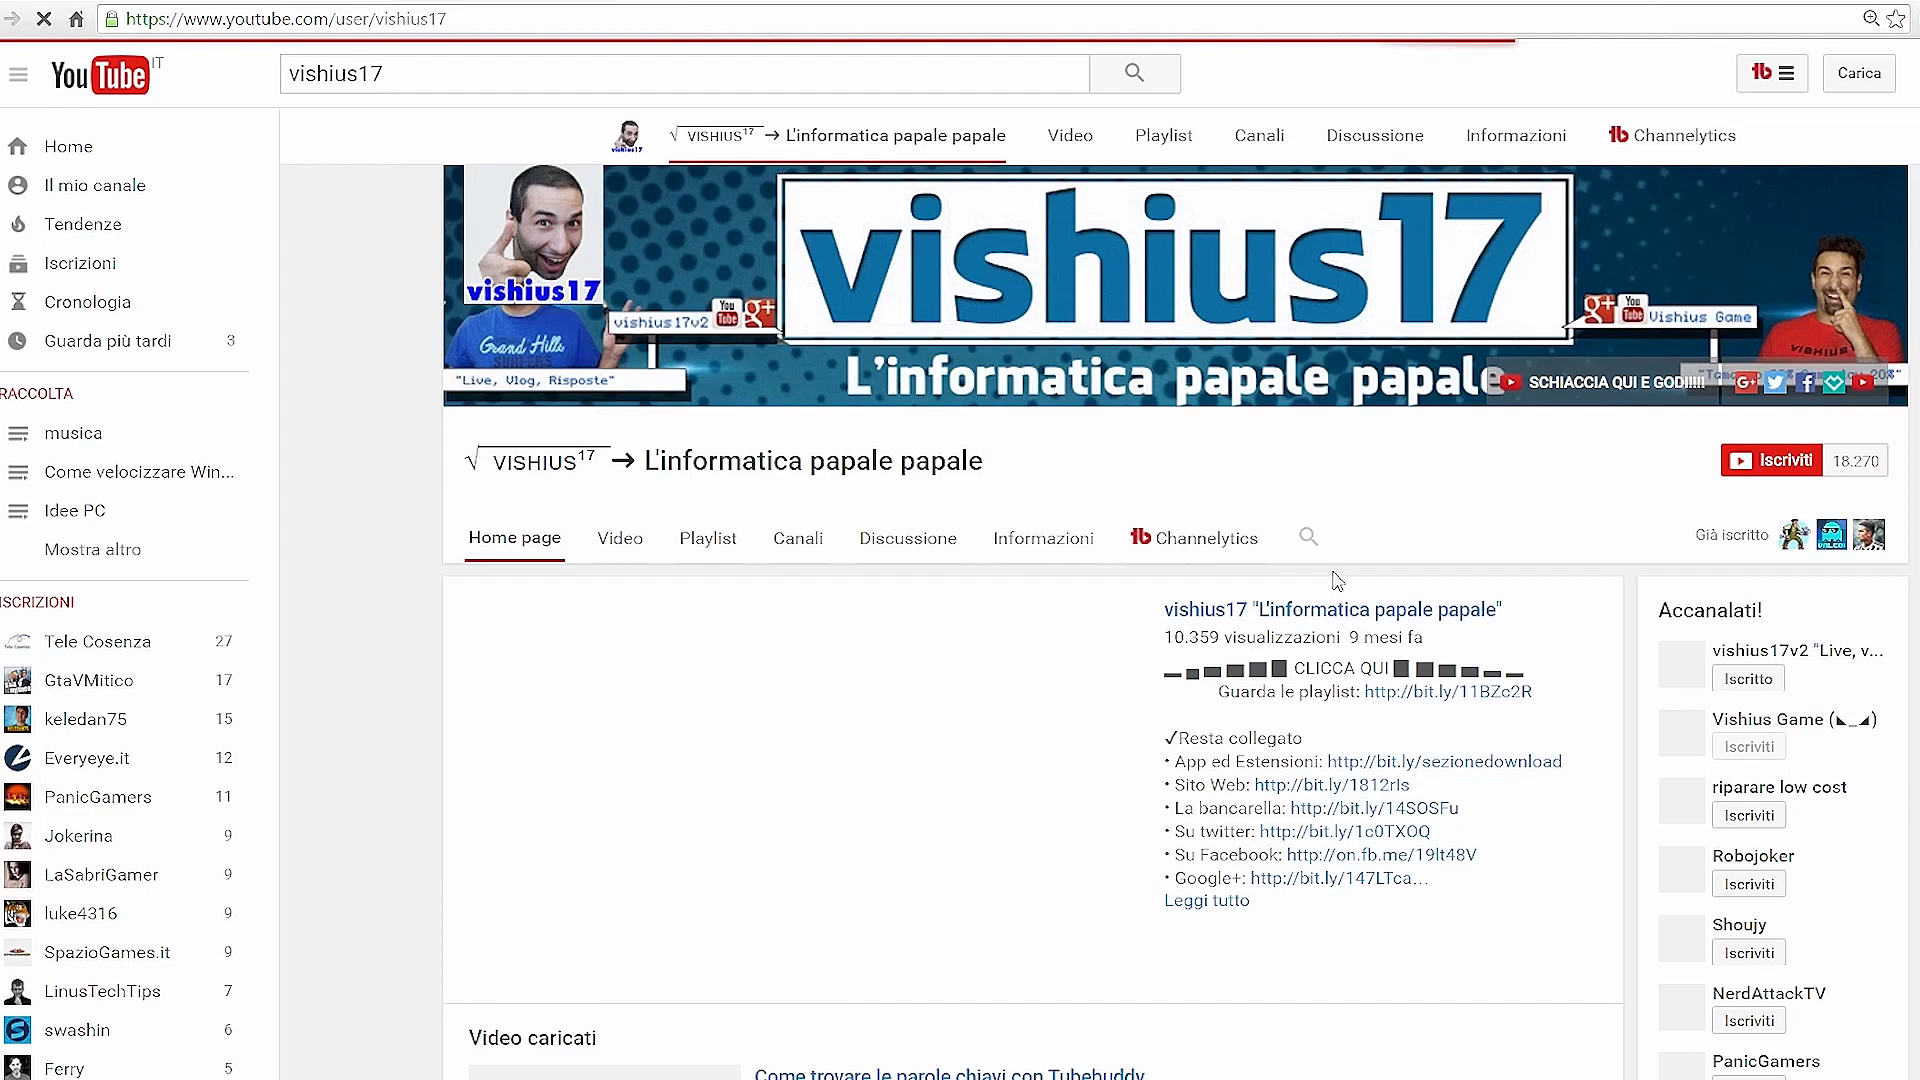 https://www.youtube.com/user/vishius17
YouTube IT
vishius17
Carica
Home
Il mio canale
Tendenze
Iscrizioni
Cronologia
Guarda più tardi 3
RACCOLTA
musica
Come velocizzare Win...
Idee PC
Mostra altro
ISCRIZIONI
Tele Cosenza 27
GtaVMitico 17
keledan75 15
Everyeye.it 12
PanicGamers 11
Jokerina 9
LaSabriGamer 9
luke4316 9
SpazioGames.it 9
LinusTechTips 7
swashin 6
Ferry 5
√ VISHIUS¹⁷ → L'informatica papale papale Video Playlist Canali Discussione Informazioni Channelytics
vishius17
vishius17
vishius17v2
Grand Hills
"Live, Vlog, Risposte"
L'informatica papale papale
Vishius Game
VISHIUS
SCHIACCIA QUI E GODI!!!!!
√ VISHIUS¹⁷ → L'informatica papale papale
Iscriviti 18.270
Home page Video Playlist Canali Discussione Informazioni Channelytics
Già iscritto
vishius17 "L'informatica papale papale"
10.359 visualizzazioni 9 mesi fa
▂ ▃ ▄ ▅ ▆ █ CLICCA QUI █ ▆ ▅ ▄ ▃ ▂
Guarda le playlist: http://bit.ly/11BZc2R
✓Resta collegato
• App ed Estensioni: http://bit.ly/sezionedownload
• Sito Web: http://bit.ly/1812rIs
• La bancarella: http://bit.ly/14SOSFu
• Su twitter: http://bit.ly/1c0TXOQ
• Su Facebook: http://on.fb.me/19lt48V
• Google+: http://bit.ly/147LTca...
Leggi tutto
Video caricati
Come trovare le parole chiavi con Tubebuddy
Accanalati!
vishius17v2 "Live, v...
Iscritto
Vishius Game (◣_◢)
Iscriviti
riparare low cost
Iscriviti
Robojoker
Iscriviti
Shoujy
Iscriviti
NerdAttackTV
Iscriviti
PanicGamers